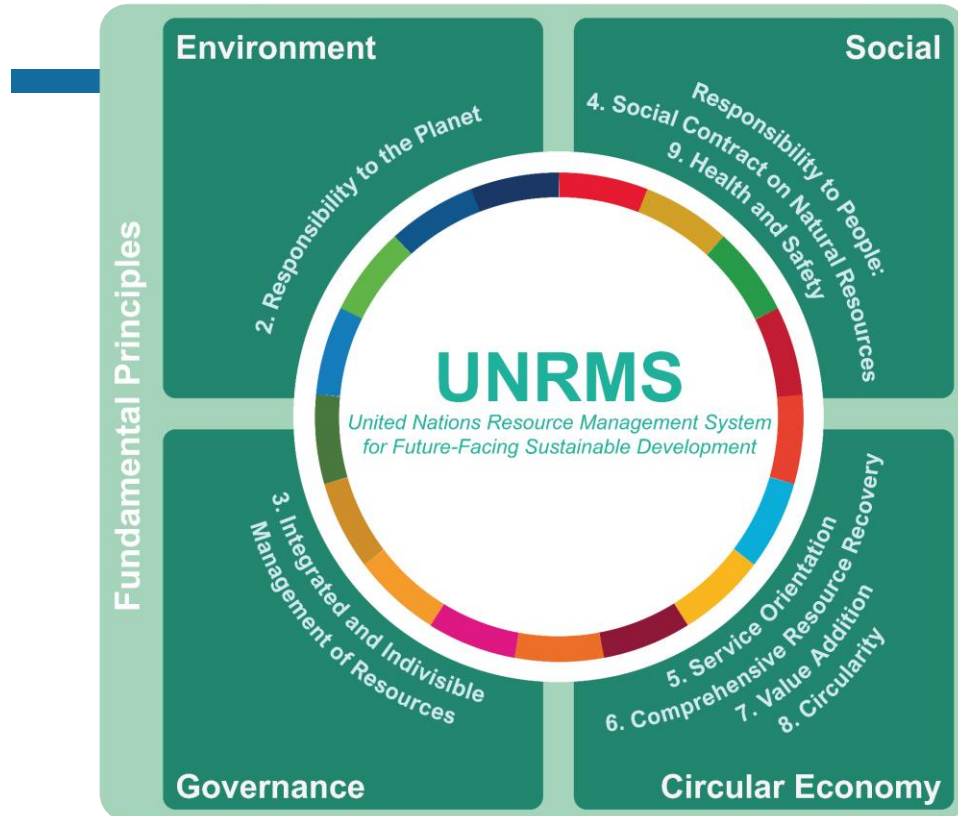 Fundamental Principles
Environment
2. Responsibility to the Planet
Social
Responsibility to People:
4. Social Contract on Natural Resources
9. Health and Safety
UNRMS
United Nations Resource Management System
for Future-Facing Sustainable Development
3. Integrated and Indivisible
Management of Resources
Governance
5. Service Orientation
6. Comprehensive Resource Recovery
7. Value Addition
8. Circularity
Circular Economy